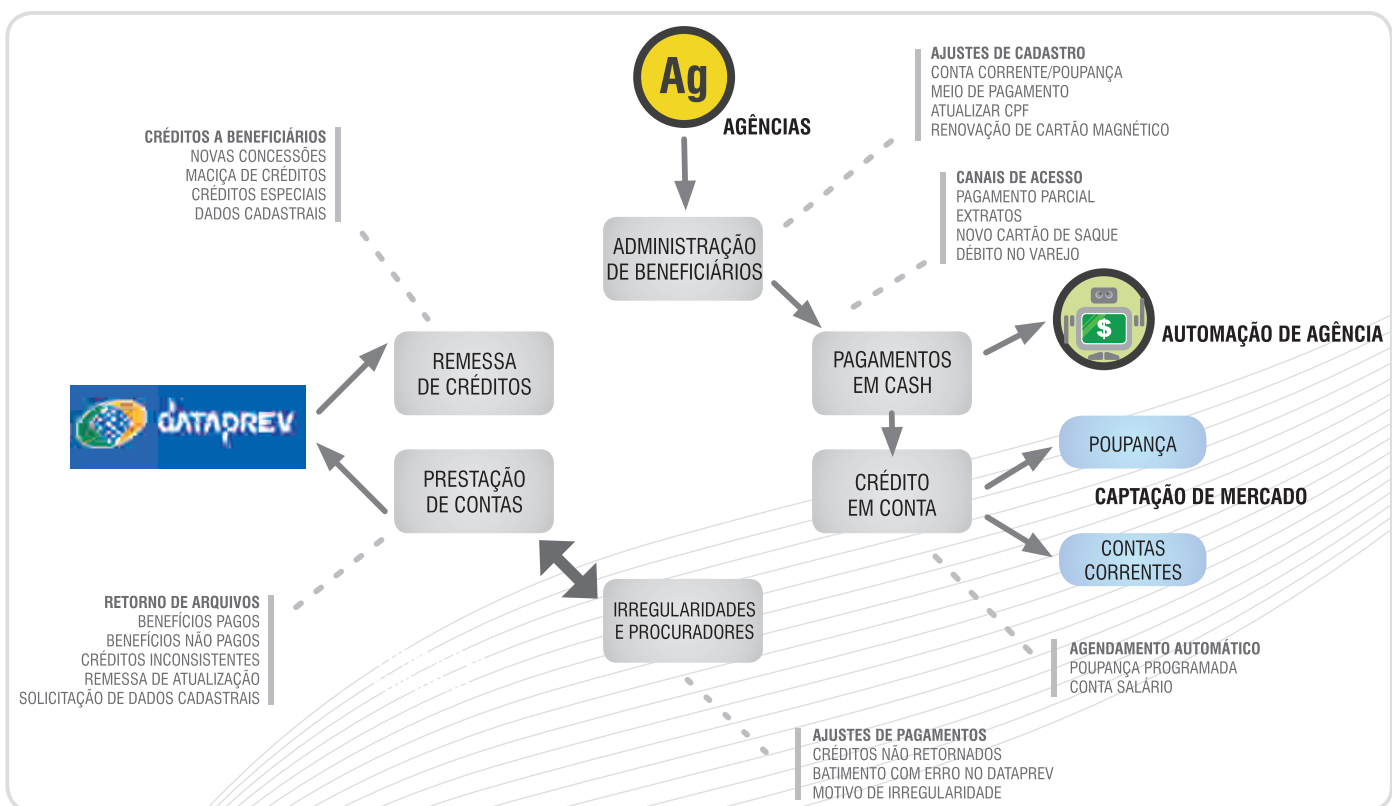 Ag
AGÊNCIAS
AJUSTES DE CADASTRO
CONTA CORRENTE/POUPANÇA
MEIO DE PAGAMENTO
ATUALIZAR CPF
RENOVAÇÃO DE CARTÃO MAGNÉTICO
CRÉDITOS A BENEFICIÁRIOS
NOVAS CONCESSÕES
MACIÇA DE CRÉDITOS
CRÉDITOS ESPECIAIS
DADOS CADASTRAIS
CANAIS DE ACESSO
PAGAMENTO PARCIAL
EXTRATOS
NOVO CARTÃO DE SAQUE
DÉBITO NO VAREJO
ADMINISTRAÇÃO
DE BENEFICIÁRIOS
$
AUTOMAÇÃO DE AGÊNCIA
REMESSA
DE CRÉDITOS
PAGAMENTOS
EM CASH
DATAPREV
POUPANÇA
PRESTAÇÃO
DE CONTAS
CRÉDITO
EM CONTA
CAPTAÇÃO DE MERCADO
CONTAS
CORRENTES
IRREGULARIDADES
E PROCURADORES
RETORNO DE ARQUIVOS
BENEFÍCIOS PAGOS
BENEFÍCIOS NÃO PAGOS
CRÉDITOS INCONSISTENTES
REMESSA DE ATUALIZAÇÃO
SOLICITAÇÃO DE DADOS CADASTRAIS
AGENDAMENTO AUTOMÁTICO
POUPANÇA PROGRAMADA
CONTA SALÁRIO
AJUSTES DE PAGAMENTOS
CRÉDITOS NÃO RETORNADOS
BATIMENTO COM ERRO NO DATAPREV
MOTIVO DE IRREGULARIDADE